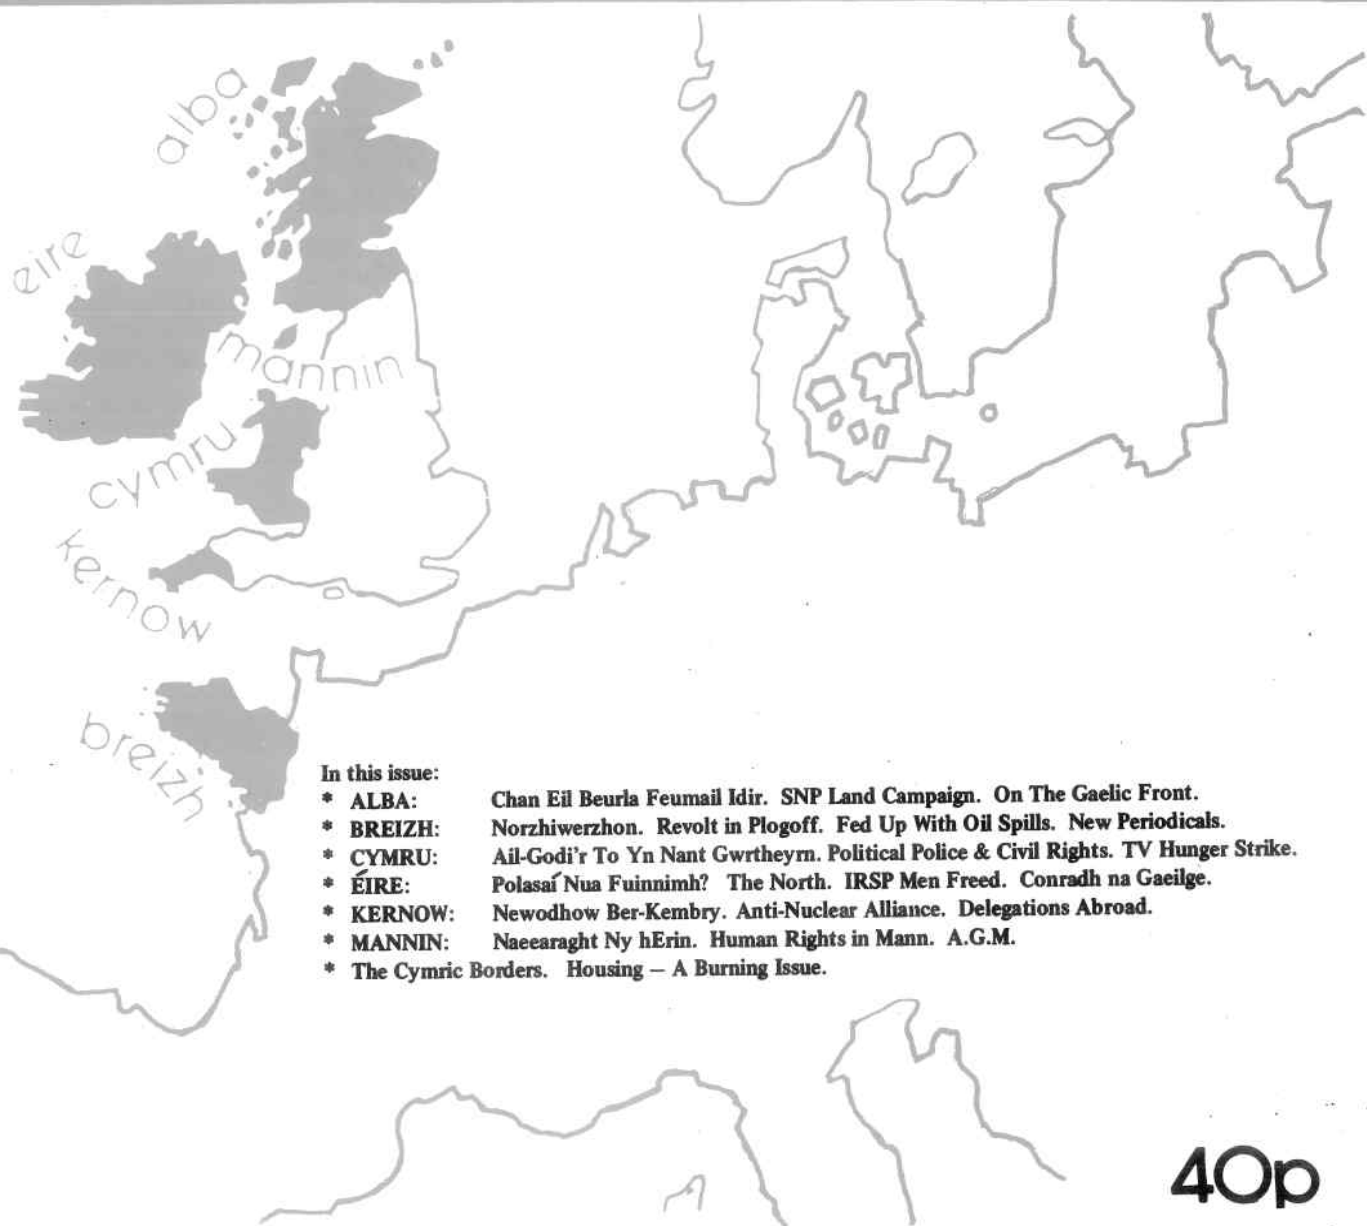 alba
eire
mannin
cymru
kernow
breizh
In this issue:
* ALBA: Chan Eil Beurla Feumail Idir. SNP Land Campaign. On The Gaelic Front.
* BREIZH: Norzhiwerzhon. Revolt in Plogoff. Fed Up With Oil Spills. New Periodicals.
* CYMRU: Ail-Godi'r To Yn Nant Gwrtheyrn. Political Police & Civil Rights. TV Hunger Strike.
* ÉIRE: Polasaí Nua Fuinnimh? The North. IRSP Men Freed. Conradh na Gaeilge.
* KERNOW: Newodhow Ber-Kembry. Anti-Nuclear Alliance. Delegations Abroad.
* MANNIN: Naeearaght Ny hErin. Human Rights in Mann. A.G.M.
* The Cymric Borders. Housing – A Burning Issue.
40p